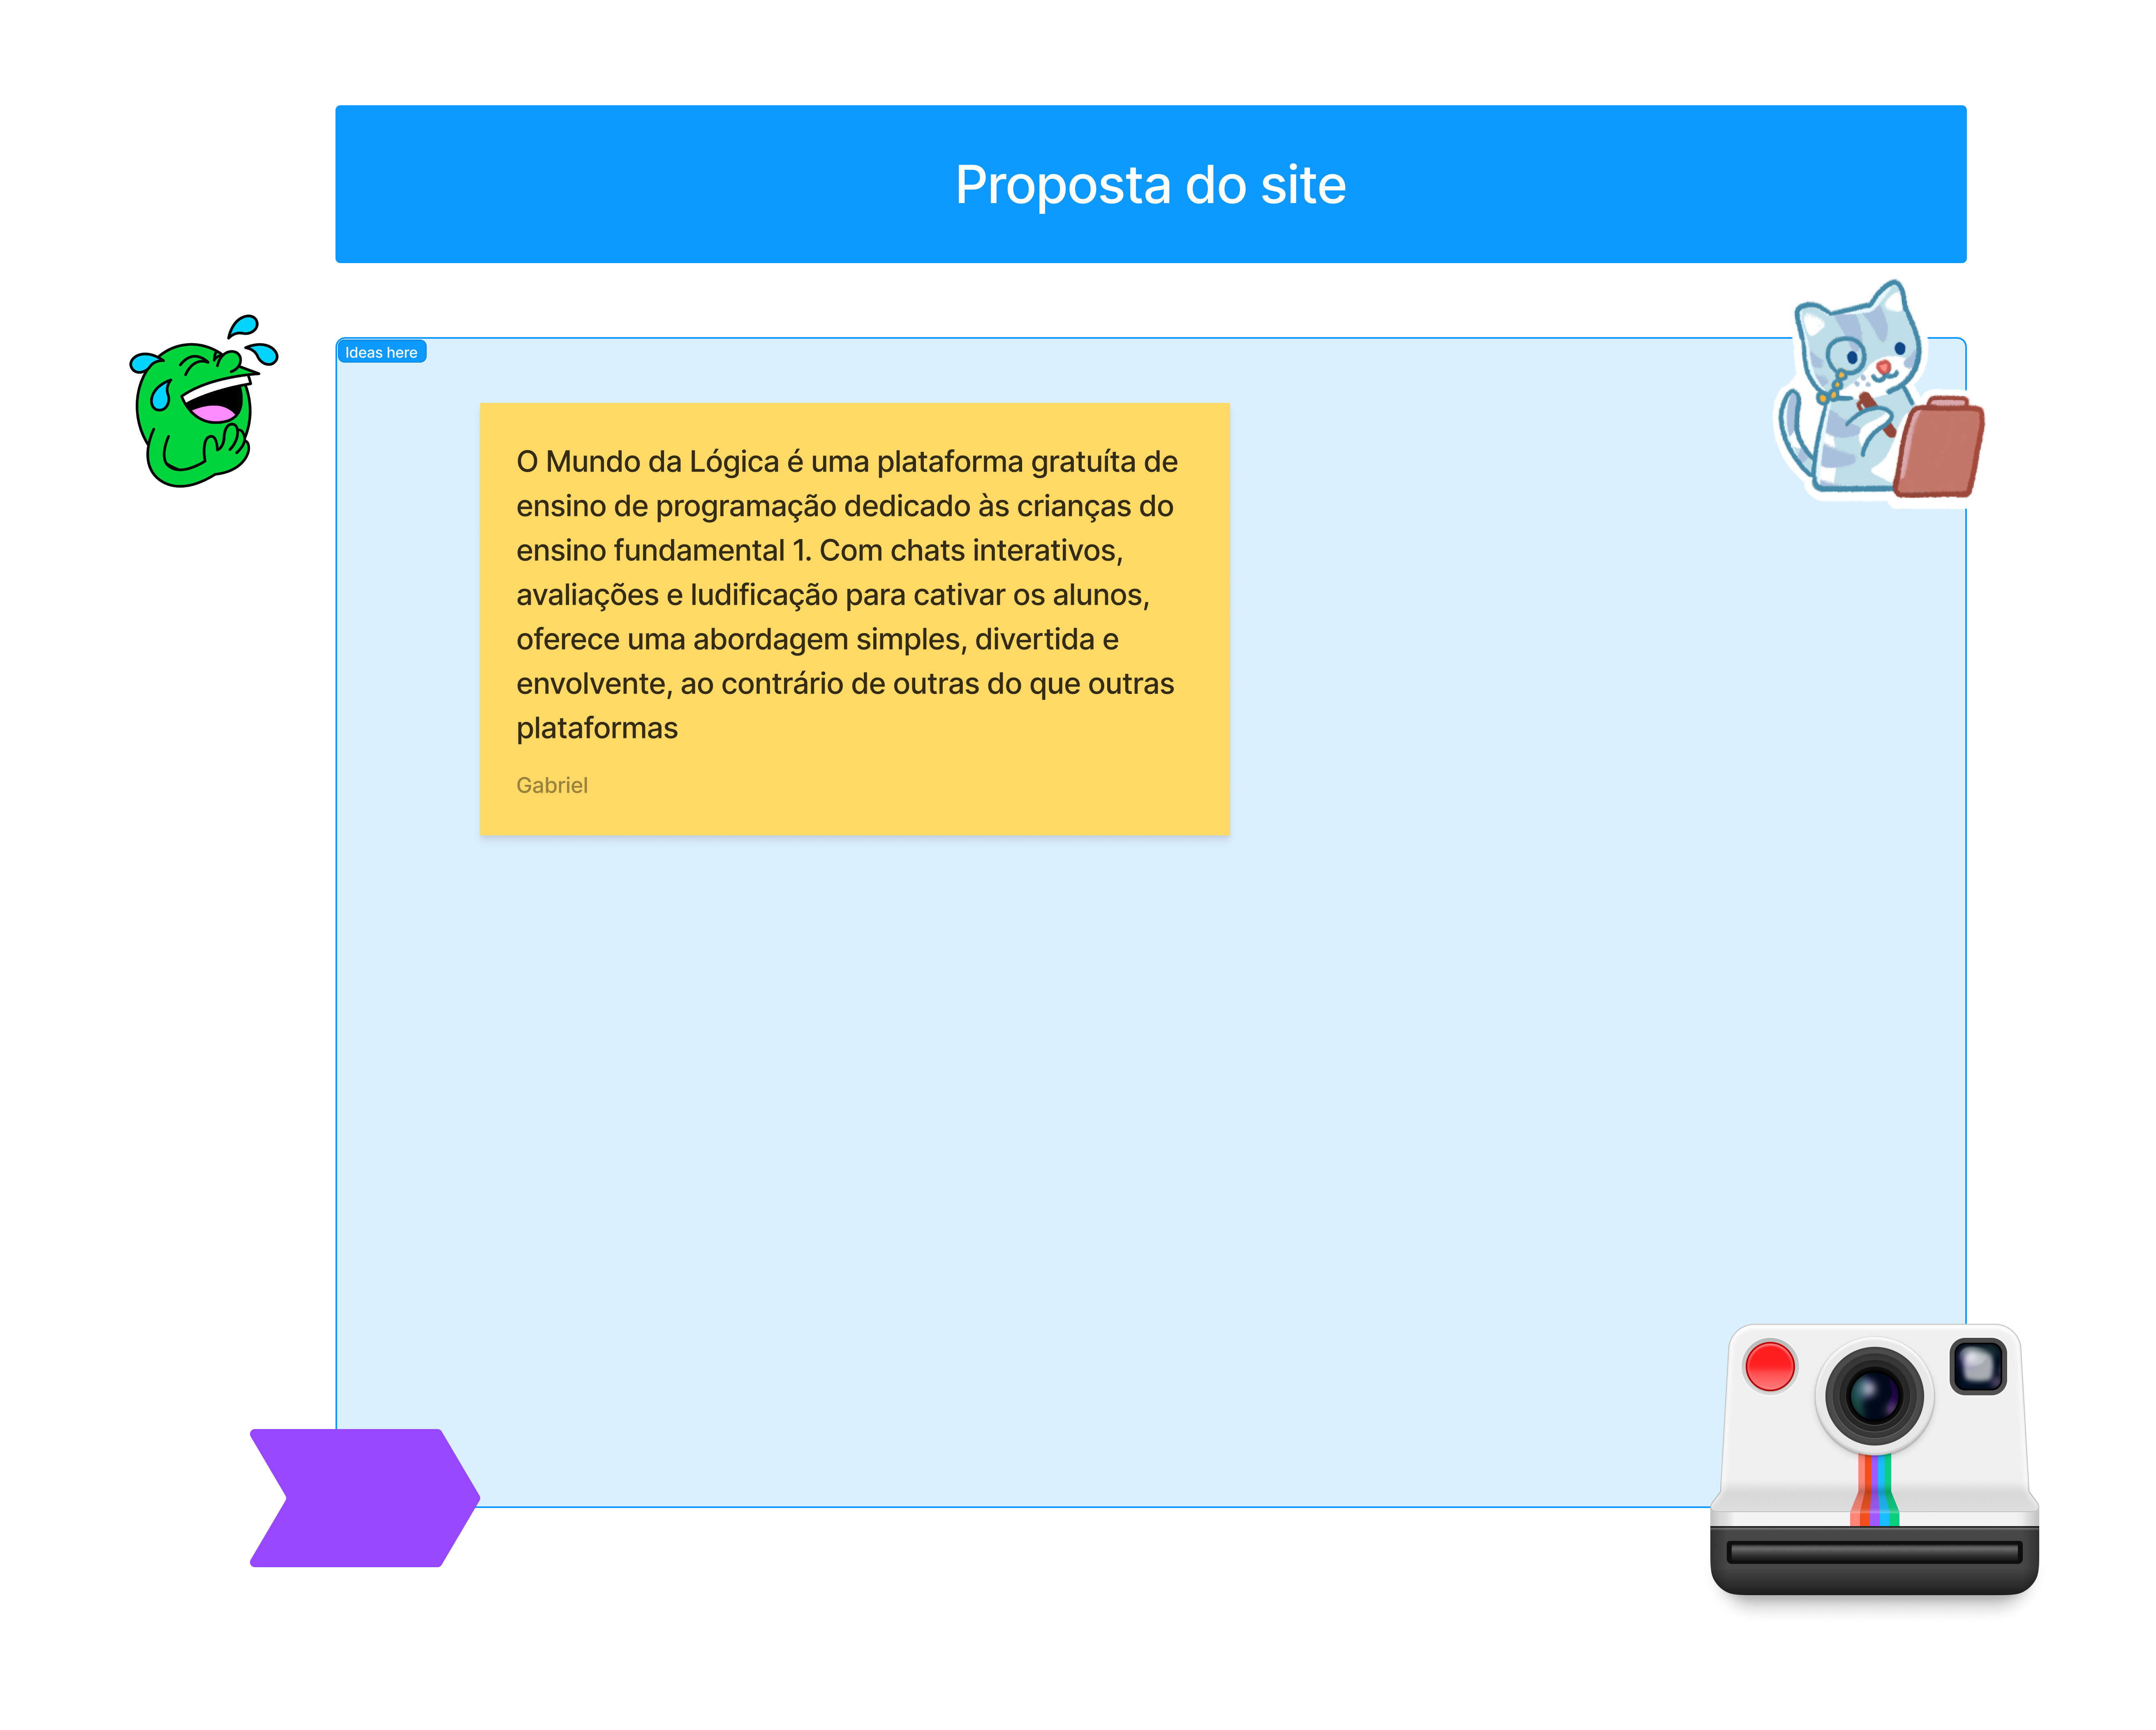 Proposta do site
Ideas here
O Mundo da Lógica é uma plataforma gratuíta de
ensino de programação dedicado às crianças do
ensino fundamental 1. Com chats interativos,
avaliações e ludificação para cativar os alunos,
oferece uma abordagem simples, divertida e
envolvente, ao contrário de outras do que outras
plataformas
Gabriel